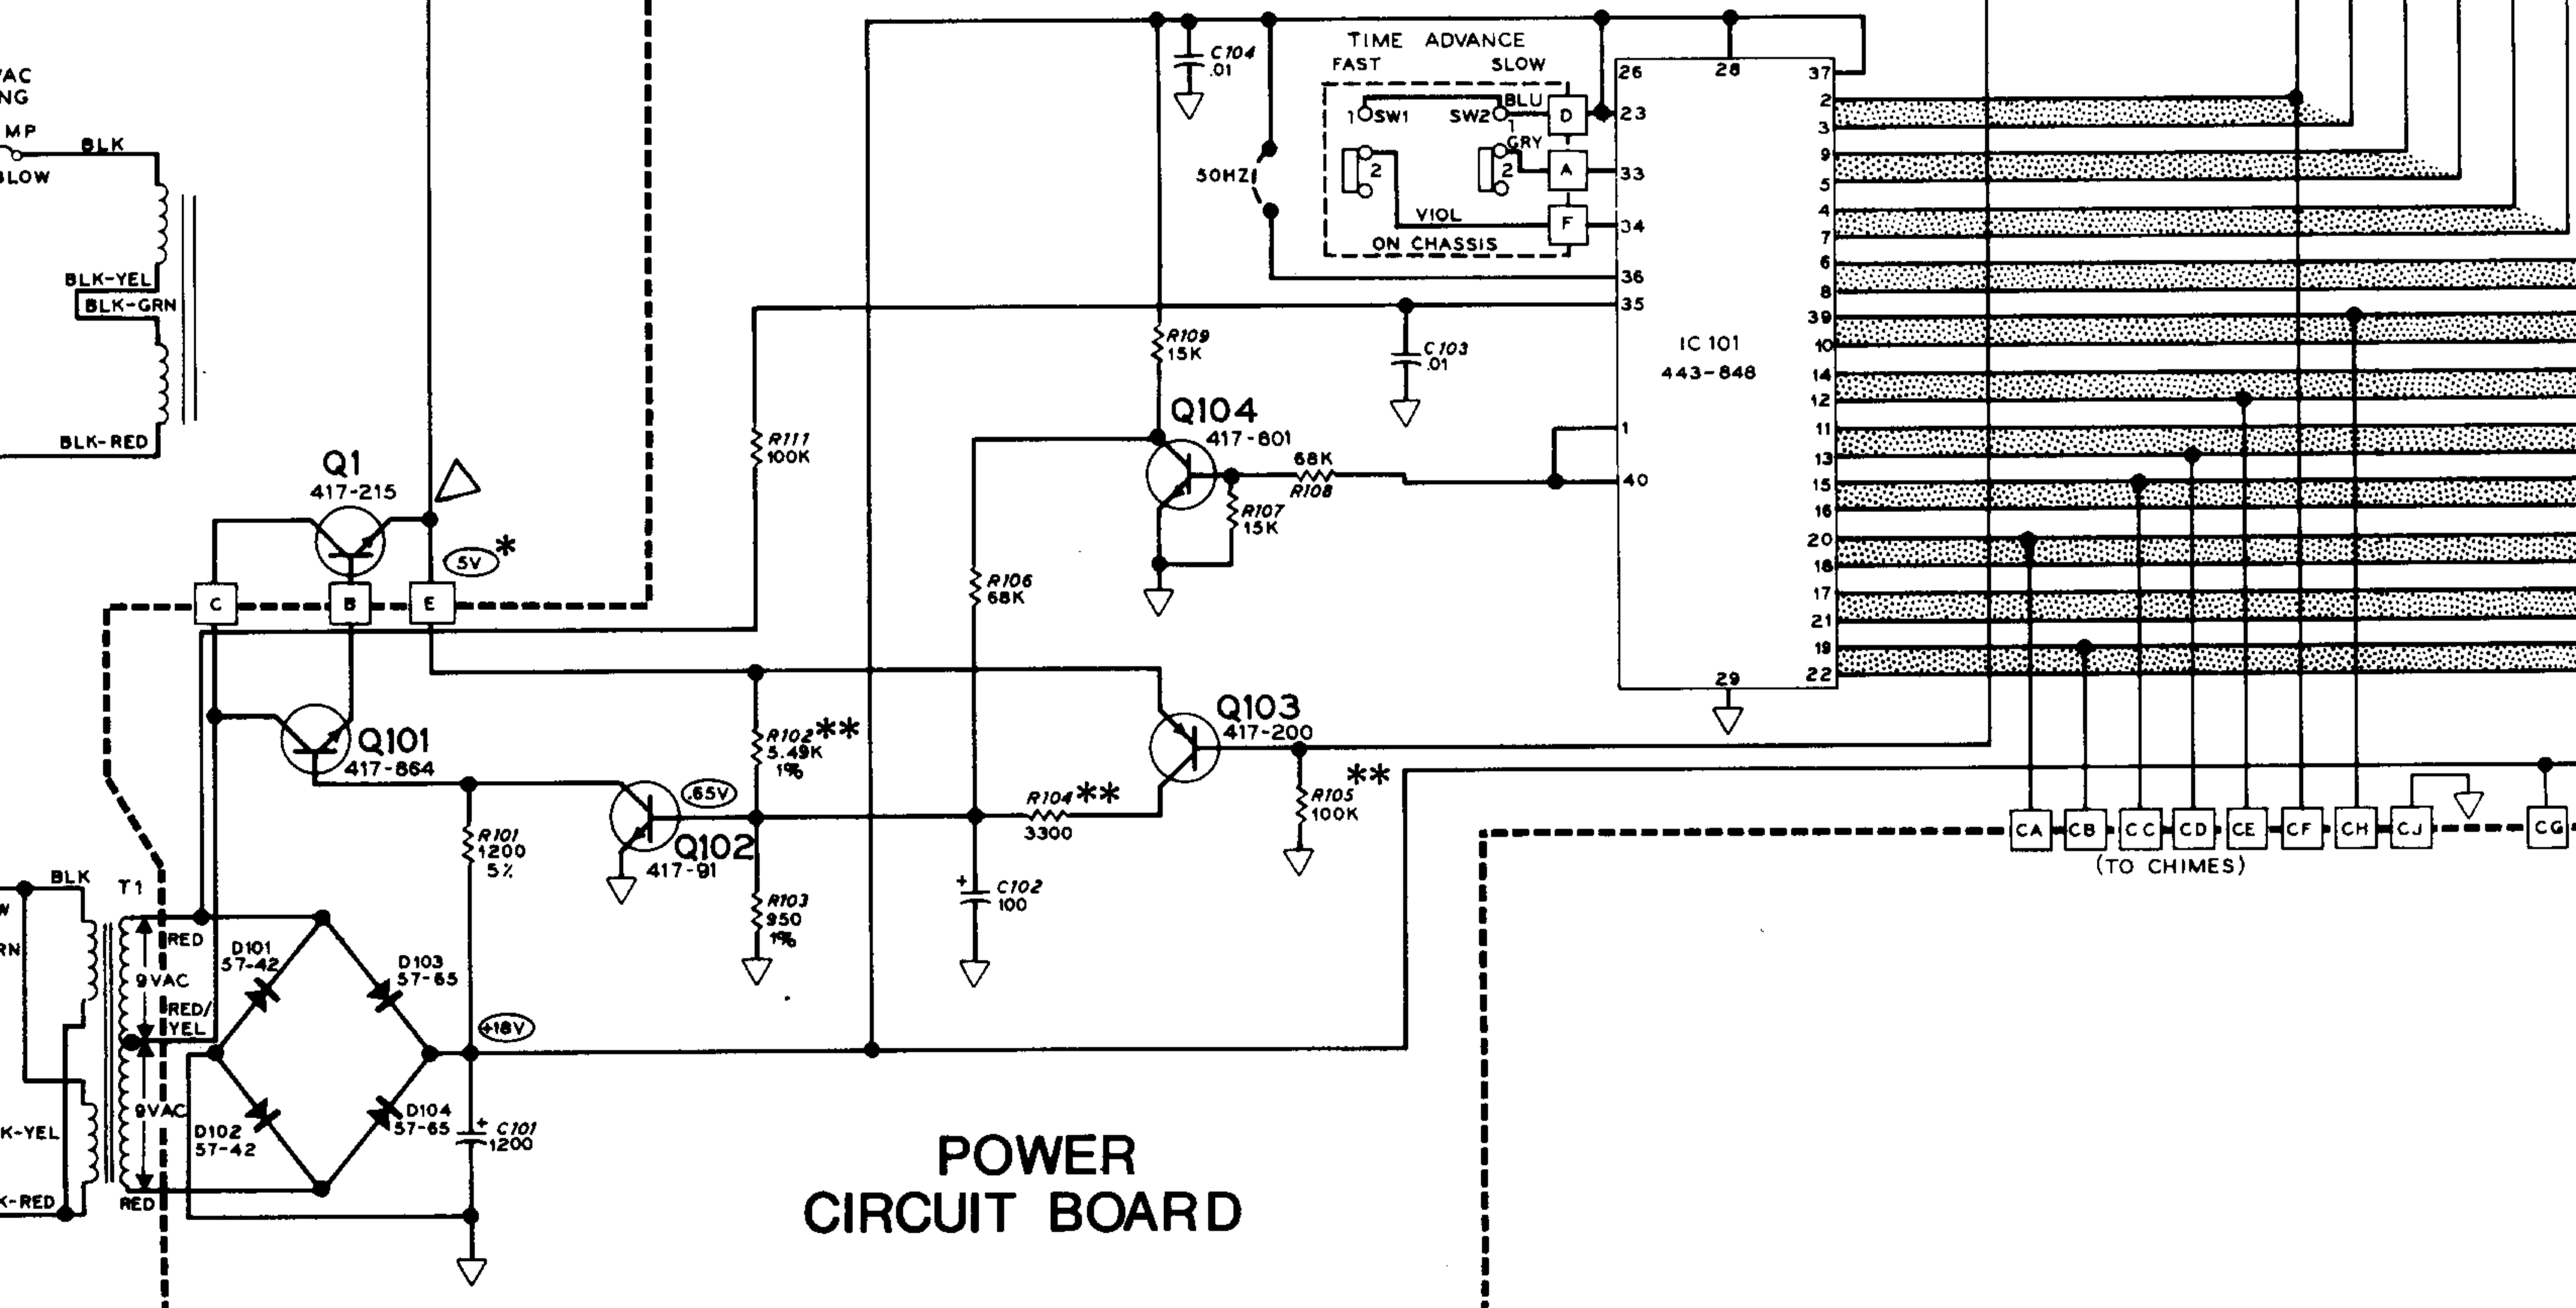 VAC
NG
MP
BLK
BLOW
BLK-YEL
BLK-GRN
BLK-RED
Q1
417-215
5V*
C
B
E
Q101
417-864
R101
1200
5%
.65V
Q102
417-91
R102**
5.49K
1%
R103
950
1%
R104**
3300
C102
100
+
R106
68K
R111
100K
Q103
417-200
R105
100K
**
Q104
417-801
R107
15K
68K
R108
R109
15K
C104
.01
50HZ
C103
.01
TIME ADVANCE
FAST
SLOW
1
SW1
SW2
1
BLU
D
2
2
GRY
A
VIOL
F
ON CHASSIS
26
28
37
23
33
34
36
35
1
40
29
IC 101
443-848
2
3
9
5
4
7
6
8
39
10
14
12
11
13
15
16
20
18
17
21
19
22
CA
CB
CC
CD
CE
CF
CH
CJ
CG
(TO CHIMES)
BLK
T1
W
RN
RED
9VAC
RED/
YEL
9VAC
K-YEL
K-RED
RED
D101
57-42
D103
57-65
D102
57-42
D104
57-65
+18V
+
C101
1200
POWER
CIRCUIT BOARD